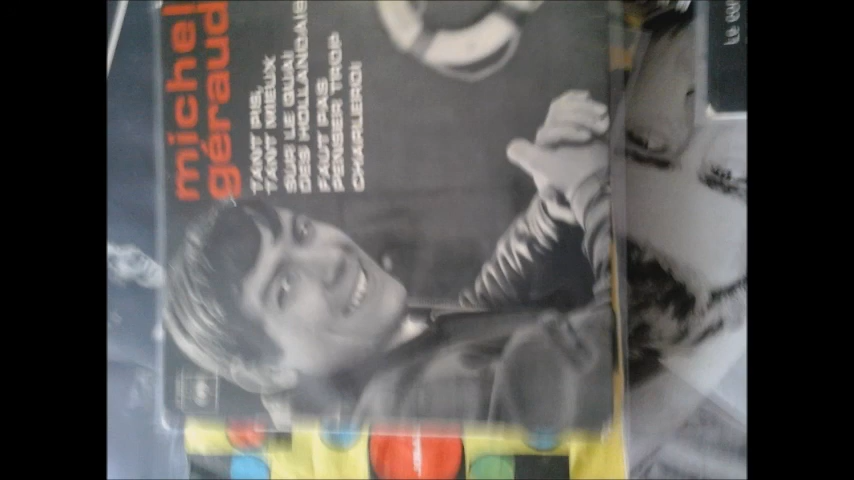 michel
géraud
TANT PIS,
TANT MIEUX
SUR LE QUAI
DES HOLLANDAIS
FAUT PAS
PENSER TROP
CHARLEROI